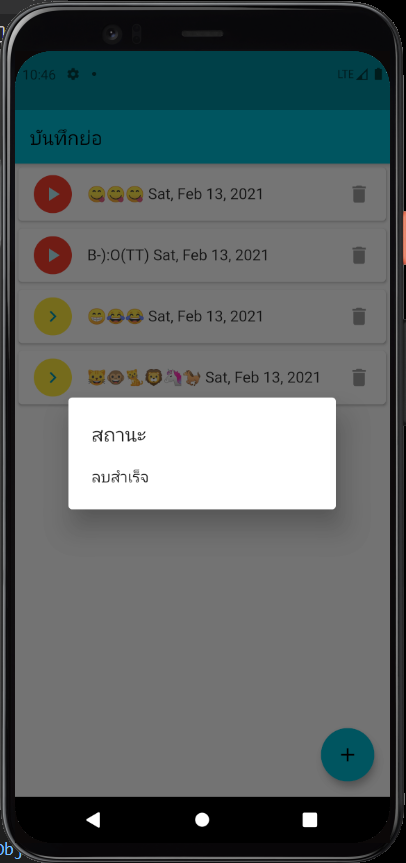 10:46 LTE
บันทึกย่อ
😋😋😋 Sat, Feb 13, 2021
B-):O(TT) Sat, Feb 13, 2021
😁😂😂 Sat, Feb 13, 2021
😺🐵🐈🦁🦄🐎 Sat, Feb 13, 2021
สถานะ
ลบสำเร็จ
+
Obj